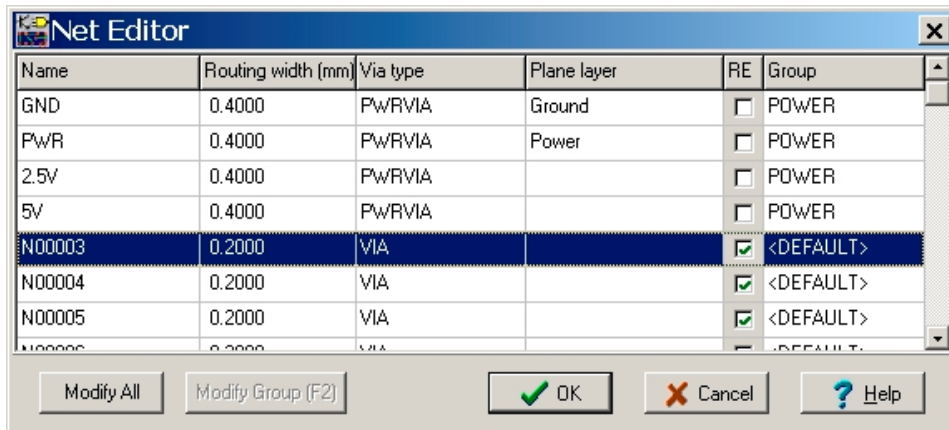 Net Editor
Name Routing width (mm) Via type Plane layer RE Group
GND 0.4000 PWRVIA Ground POWER
PWR 0.4000 PWRVIA Power POWER
2.5V 0.4000 PWRVIA POWER
5V 0.4000 PWRVIA POWER
N00003 0.2000 VIA <DEFAULT>
N00004 0.2000 VIA <DEFAULT>
N00005 0.2000 VIA <DEFAULT>
Modify All Modify Group (F2) OK Cancel Help